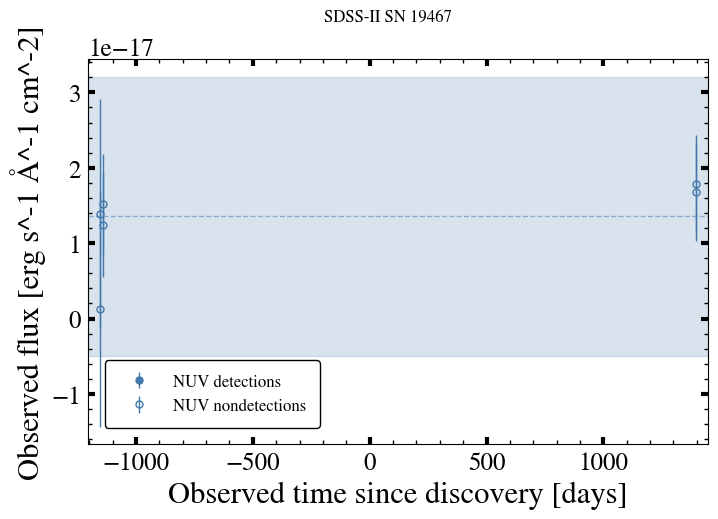 SDSS-II SN 19467
1e−17
3
2
1
0
−1
Observed flux [erg s^-1 Å^-1 cm^-2]
NUV detections
NUV nondetections
−1000 −500 0 500 1000
Observed time since discovery [days]